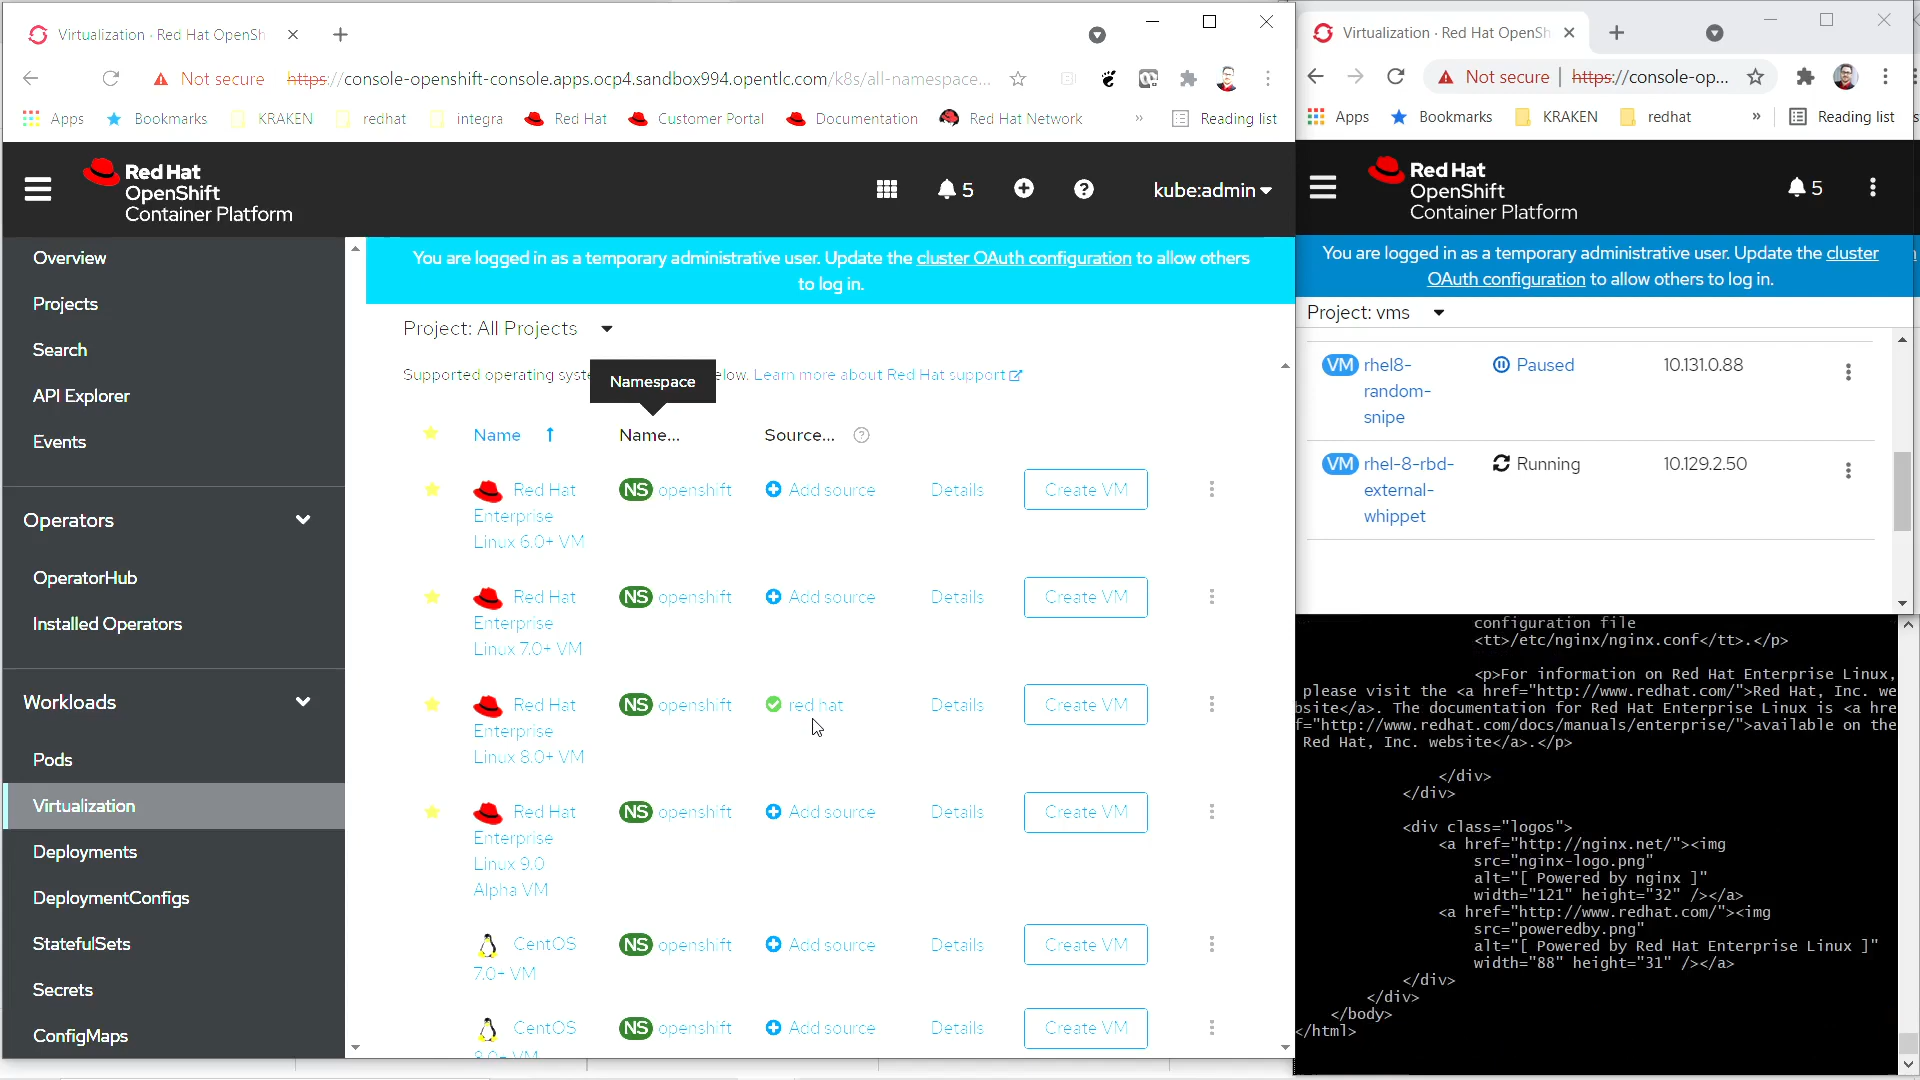 Virtualization · Red Hat OpenSh
Not secure https://console-openshift-console.apps.ocp4.sandbox994.opentlc.com/k8s/all-namespace...
Apps Bookmarks KRAKEN redhat integra Red Hat Customer Portal Documentation Red Hat Network » Reading list
Red Hat
OpenShift
Container Platform
5
kube:admin
Overview
Projects
Search
API Explorer
Events
Operators
OperatorHub
Installed Operators
Workloads
Pods
Virtualization
Deployments
DeploymentConfigs
StatefulSets
Secrets
ConfigMaps
You are logged in as a temporary administrative user. Update the cluster OAuth configuration to allow others
to log in.
Project: All Projects
Supported operating syste
elow. Learn more about Red Hat support
Namespace
Name Name... Source...
Red Hat
Enterprise
Linux 6.0+ VM
NS openshift Add source Details Create VM
Red Hat
Enterprise
Linux 7.0+ VM
NS openshift Add source Details Create VM
Red Hat
Enterprise
Linux 8.0+ VM
NS openshift red hat Details Create VM
Red Hat
Enterprise
Linux 9.0
Alpha VM
NS openshift Add source Details Create VM
CentOS
7.0+ VM
NS openshift Add source Details Create VM
CentOS
8.0+ VM
NS openshift Add source Details Create VM
Virtualization · Red Hat OpenSh
Not secure | https://console-op...
Apps Bookmarks KRAKEN redhat » Reading list
Red Hat
OpenShift
Container Platform
5
You are logged in as a temporary administrative user. Update the cluster
OAuth configuration to allow others to log in.
Project: vms
VM rhel8-
random-
snipe
Paused 10.131.0.88
VM rhel-8-rbd-
external-
whippet
Running 10.129.2.50
configuration file
<tt>/etc/nginx/nginx.conf</tt>.</p>
<p>For information on Red Hat Enterprise Linux,
please visit the <a href="http://www.redhat.com/">Red Hat, Inc. we
bsite</a>. The documentation for Red Hat Enterprise Linux is <a hre
f="http://www.redhat.com/docs/manuals/enterprise/">available on the
Red Hat, Inc. website</a>.</p>
</div>
</div>
<div class="logos">
<a href="http://nginx.net/"><img
src="nginx-logo.png"
alt="[ Powered by nginx ]"
width="121" height="32" /></a>
<a href="http://www.redhat.com/"><img
src="poweredby.png"
alt="[ Powered by Red Hat Enterprise Linux ]"
width="88" height="31" /></a>
</div>
</div>
</body>
</html>